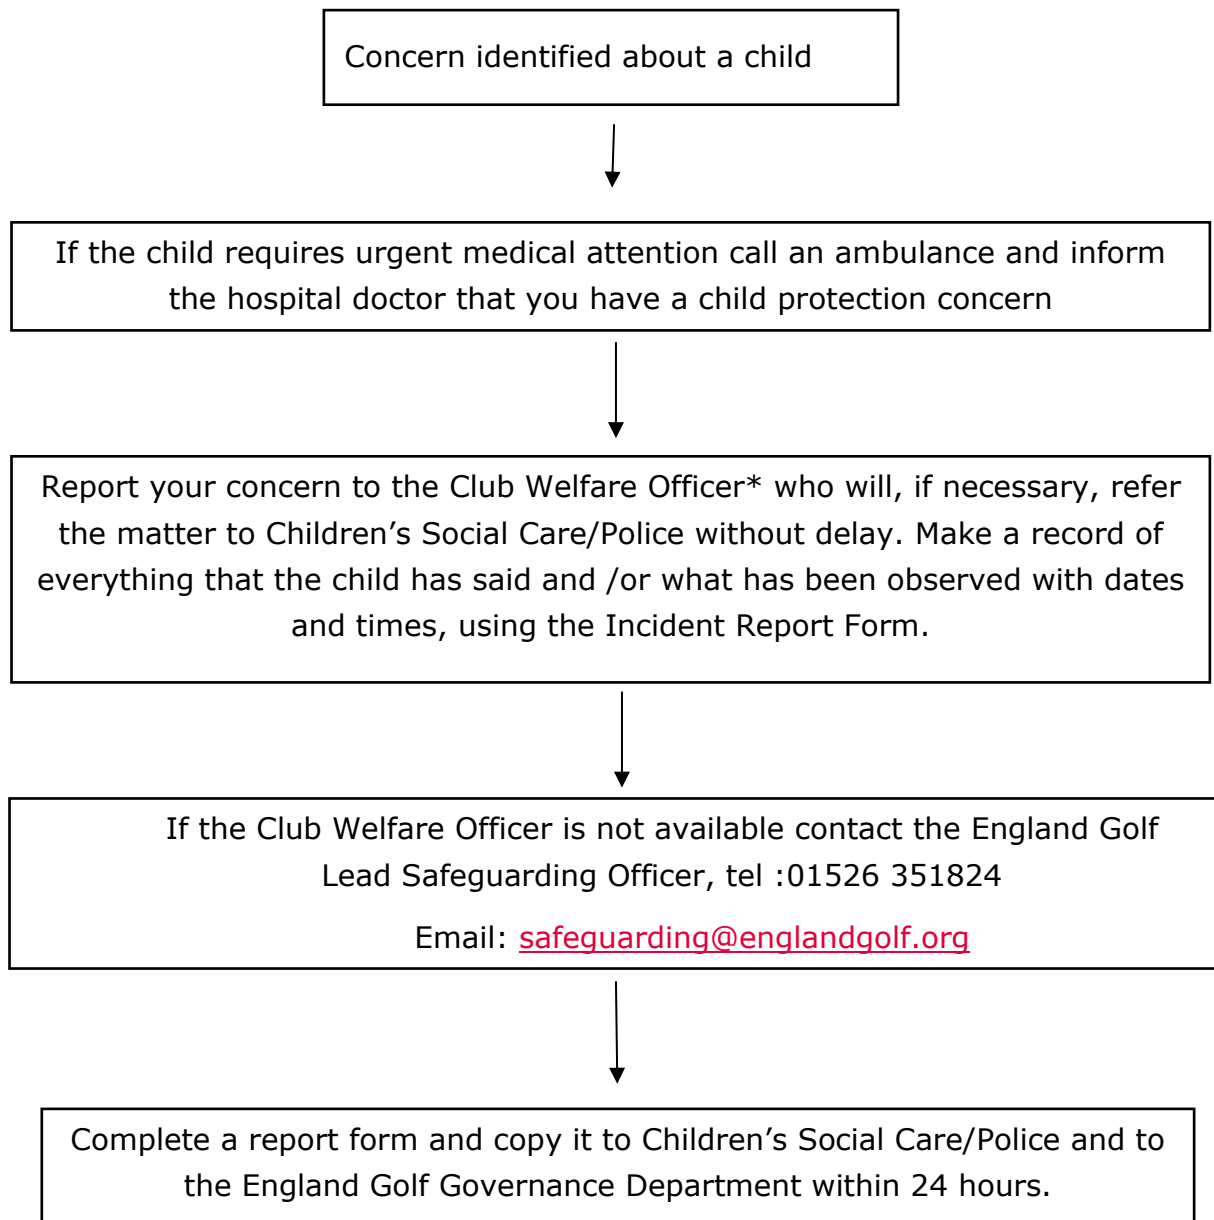 Concern identified about a child
If the child requires urgent medical attention call an ambulance and inform
the hospital doctor that you have a child protection concern
Report your concern to the Club Welfare Officer* who will, if necessary, refer
the matter to Children’s Social Care/Police without delay. Make a record of
everything that the child has said and /or what has been observed with dates
and times, using the Incident Report Form.
If the Club Welfare Officer is not available contact the England Golf
Lead Safeguarding Officer, tel :01526 351824
Email: safeguarding@englandgolf.org
Complete a report form and copy it to Children’s Social Care/Police and to
the England Golf Governance Department within 24 hours.